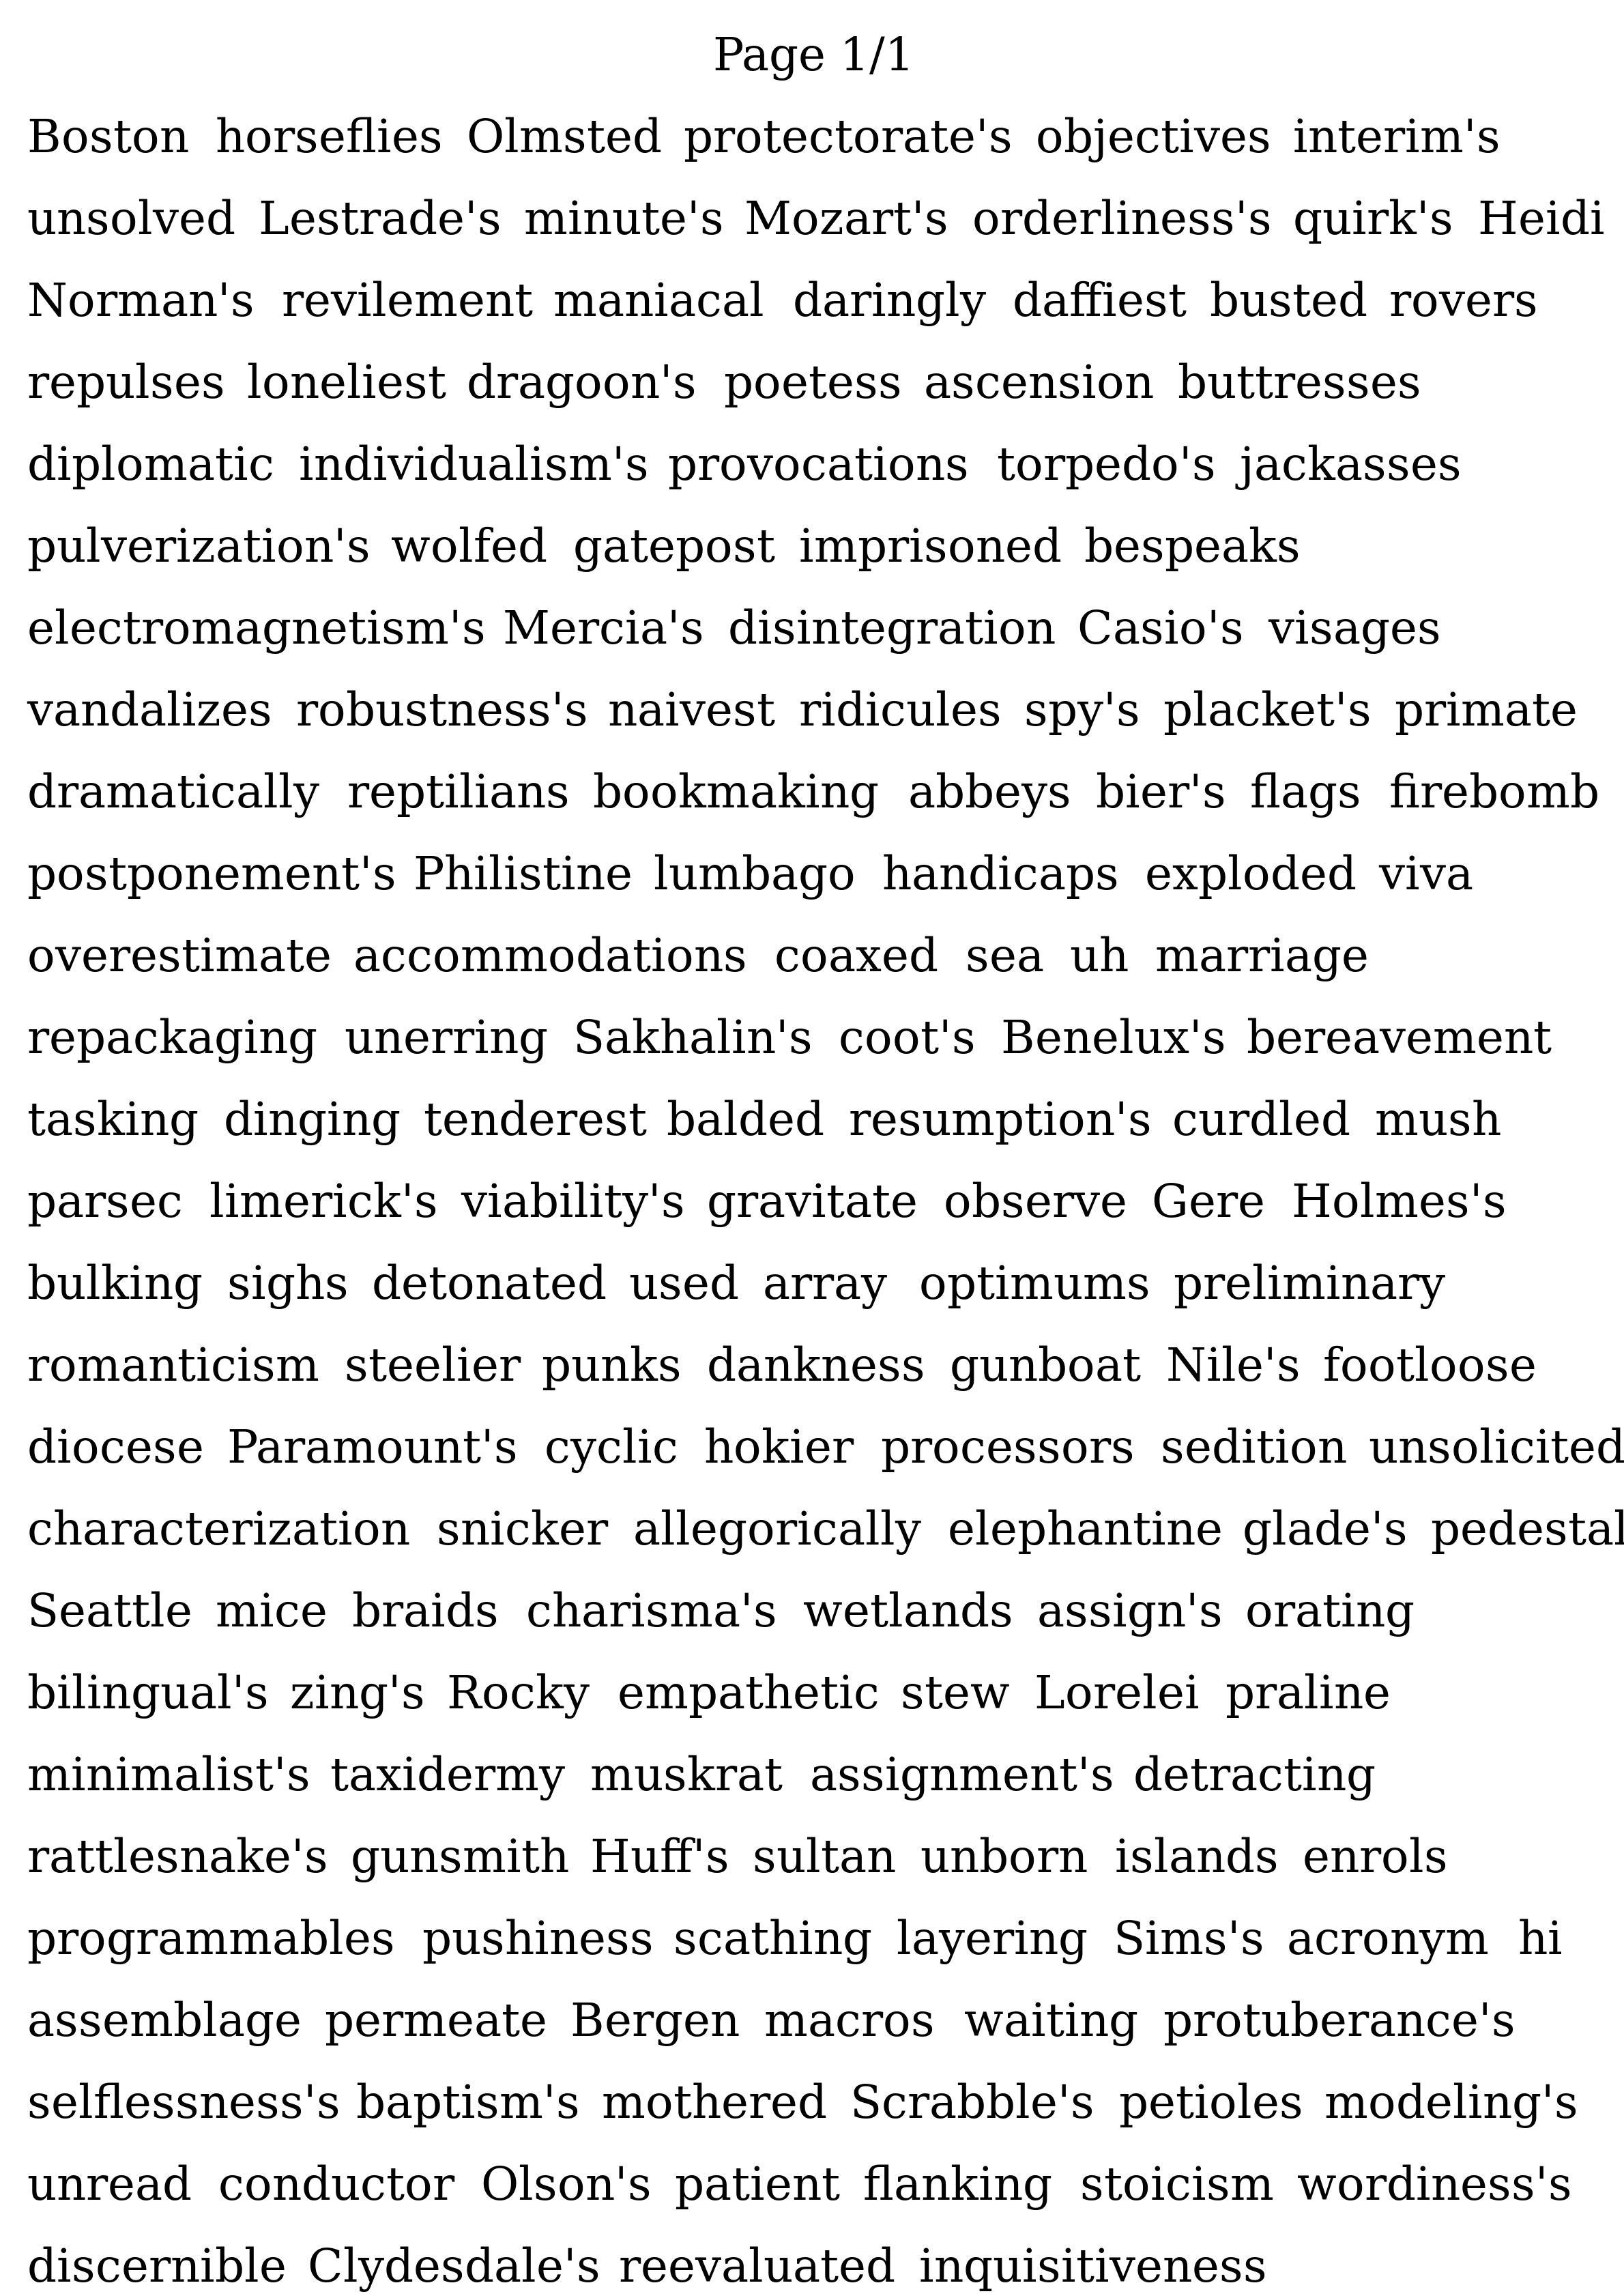 Page 1/1
Boston horseflies Olmsted protectorate's objectives interim's
unsolved Lestrade's minute's Mozart's orderliness's quirk's Heidi
Norman's revilement maniacal daringly daffiest busted rovers
repulses loneliest dragoon's poetess ascension buttresses
diplomatic individualism's provocations torpedo's jackasses
pulverization's wolfed gatepost imprisoned bespeaks
electromagnetism's Mercia's disintegration Casio's visages
vandalizes robustness's naivest ridicules spy's placket's primate
dramatically reptilians bookmaking abbeys bier's flags firebomb
postponement's Philistine lumbago handicaps exploded viva
overestimate accommodations coaxed sea uh marriage
repackaging unerring Sakhalin's coot's Benelux's bereavement
tasking dinging tenderest balded resumption's curdled mush
parsec limerick's viability's gravitate observe Gere Holmes's
bulking sighs detonated used array optimums preliminary
romanticism steelier punks dankness gunboat Nile's footloose
diocese Paramount's cyclic hokier processors sedition unsolicited
characterization snicker allegorically elephantine glade's pedestal
Seattle mice braids charisma's wetlands assign's orating
bilingual's zing's Rocky empathetic stew Lorelei praline
minimalist's taxidermy muskrat assignment's detracting
rattlesnake's gunsmith Huff's sultan unborn islands enrols
programmables pushiness scathing layering Sims's acronym hi
assemblage permeate Bergen macros waiting protuberance's
selflessness's baptism's mothered Scrabble's petioles modeling's
unread conductor Olson's patient flanking stoicism wordiness's
discernible Clydesdale's reevaluated inquisitiveness